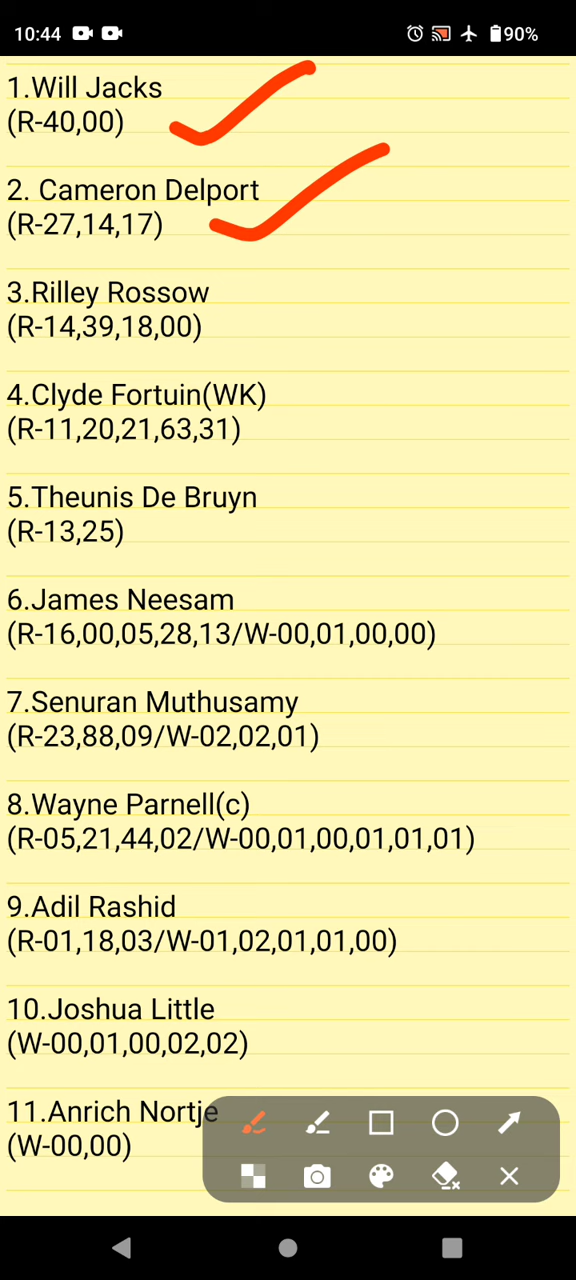 10:44
90%
1.Will Jacks
(R-40,00)
2. Cameron Delport
(R-27,14,17)
3.Rilley Rossow
(R-14,39,18,00)
4.Clyde Fortuin(WK)
(R-11,20,21,63,31)
5.Theunis De Bruyn
(R-13,25)
6.James Neesam
(R-16,00,05,28,13/W-00,01,00,00)
7.Senuran Muthusamy
(R-23,88,09/W-02,02,01)
8.Wayne Parnell(c)
(R-05,21,44,02/W-00,01,00,01,01,01)
9.Adil Rashid
(R-01,18,03/W-01,02,01,01,00)
10.Joshua Little
(W-00,01,00,02,02)
11.Anrich Nortje
(W-00,00)